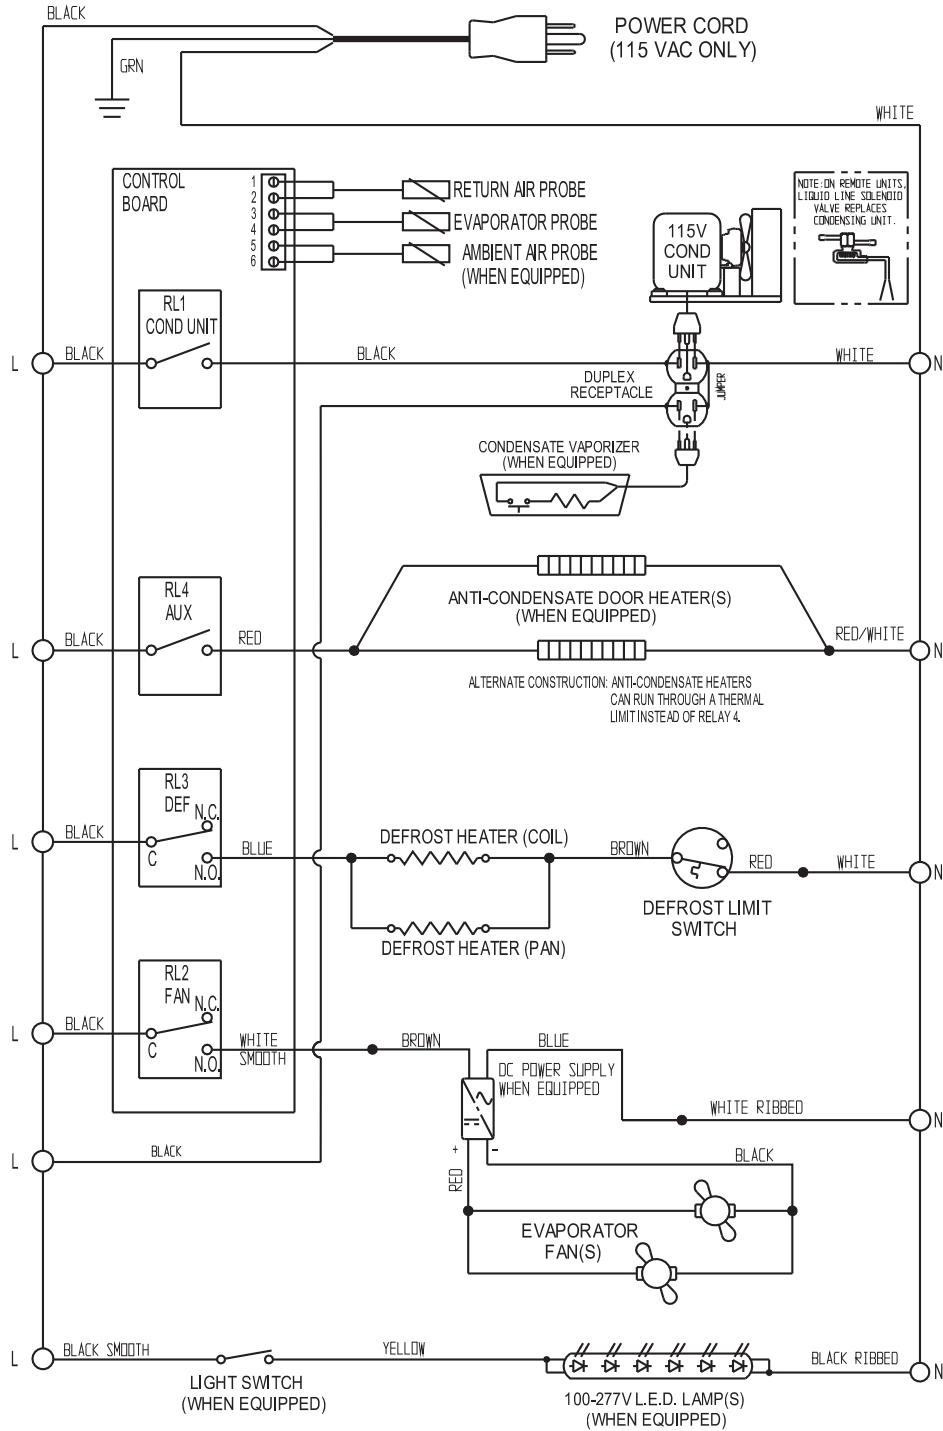 BLACK
POWER CORD
(115 VAC ONLY)
GRN
WHITE
CONTROL
BOARD
1
2
3
4
5
6
RETURN AIR PROBE
EVAPORATOR PROBE
AMBIENT AIR PROBE
(WHEN EQUIPPED)
115V
COND
UNIT
NOTE:ON REMOTE UNITS,
LIQUID LINE SOLENOID
VALVE REPLACES
CONDENSING UNIT.
RL1
COND UNIT
L
BLACK
BLACK
WHITE
N
DUPLEX
RECEPTACLE
JUMPER
CONDENSATE VAPORIZER
(WHEN EQUIPPED)
RL4
AUX
ANTI-CONDENSATE DOOR HEATER(S)
(WHEN EQUIPPED)
L
BLACK
RED
RED/WHITE
N
ALTERNATE CONSTRUCTION: ANTI-CONDENSATE HEATERS
CAN RUN THROUGH A THERMAL
LIMIT INSTEAD OF RELAY 4.
RL3
DEF
N.C.
L
BLACK
C
N.O.
BLUE
DEFROST HEATER (COIL)
BROWN
RED
WHITE
N
DEFROST LIMIT
SWITCH
DEFROST HEATER (PAN)
RL2
FAN
N.C.
L
BLACK
C
N.O.
WHITE
SMOOTH
BROWN
BLUE
DC POWER SUPPLY
WHEN EQUIPPED
WHITE RIBBED
N
L
BLACK
+
-
RED
BLACK
EVAPORATOR
FAN(S)
L
BLACK SMOOTH
YELLOW
BLACK RIBBED
N
LIGHT SWITCH
(WHEN EQUIPPED)
100-277V L.E.D. LAMP(S)
(WHEN EQUIPPED)